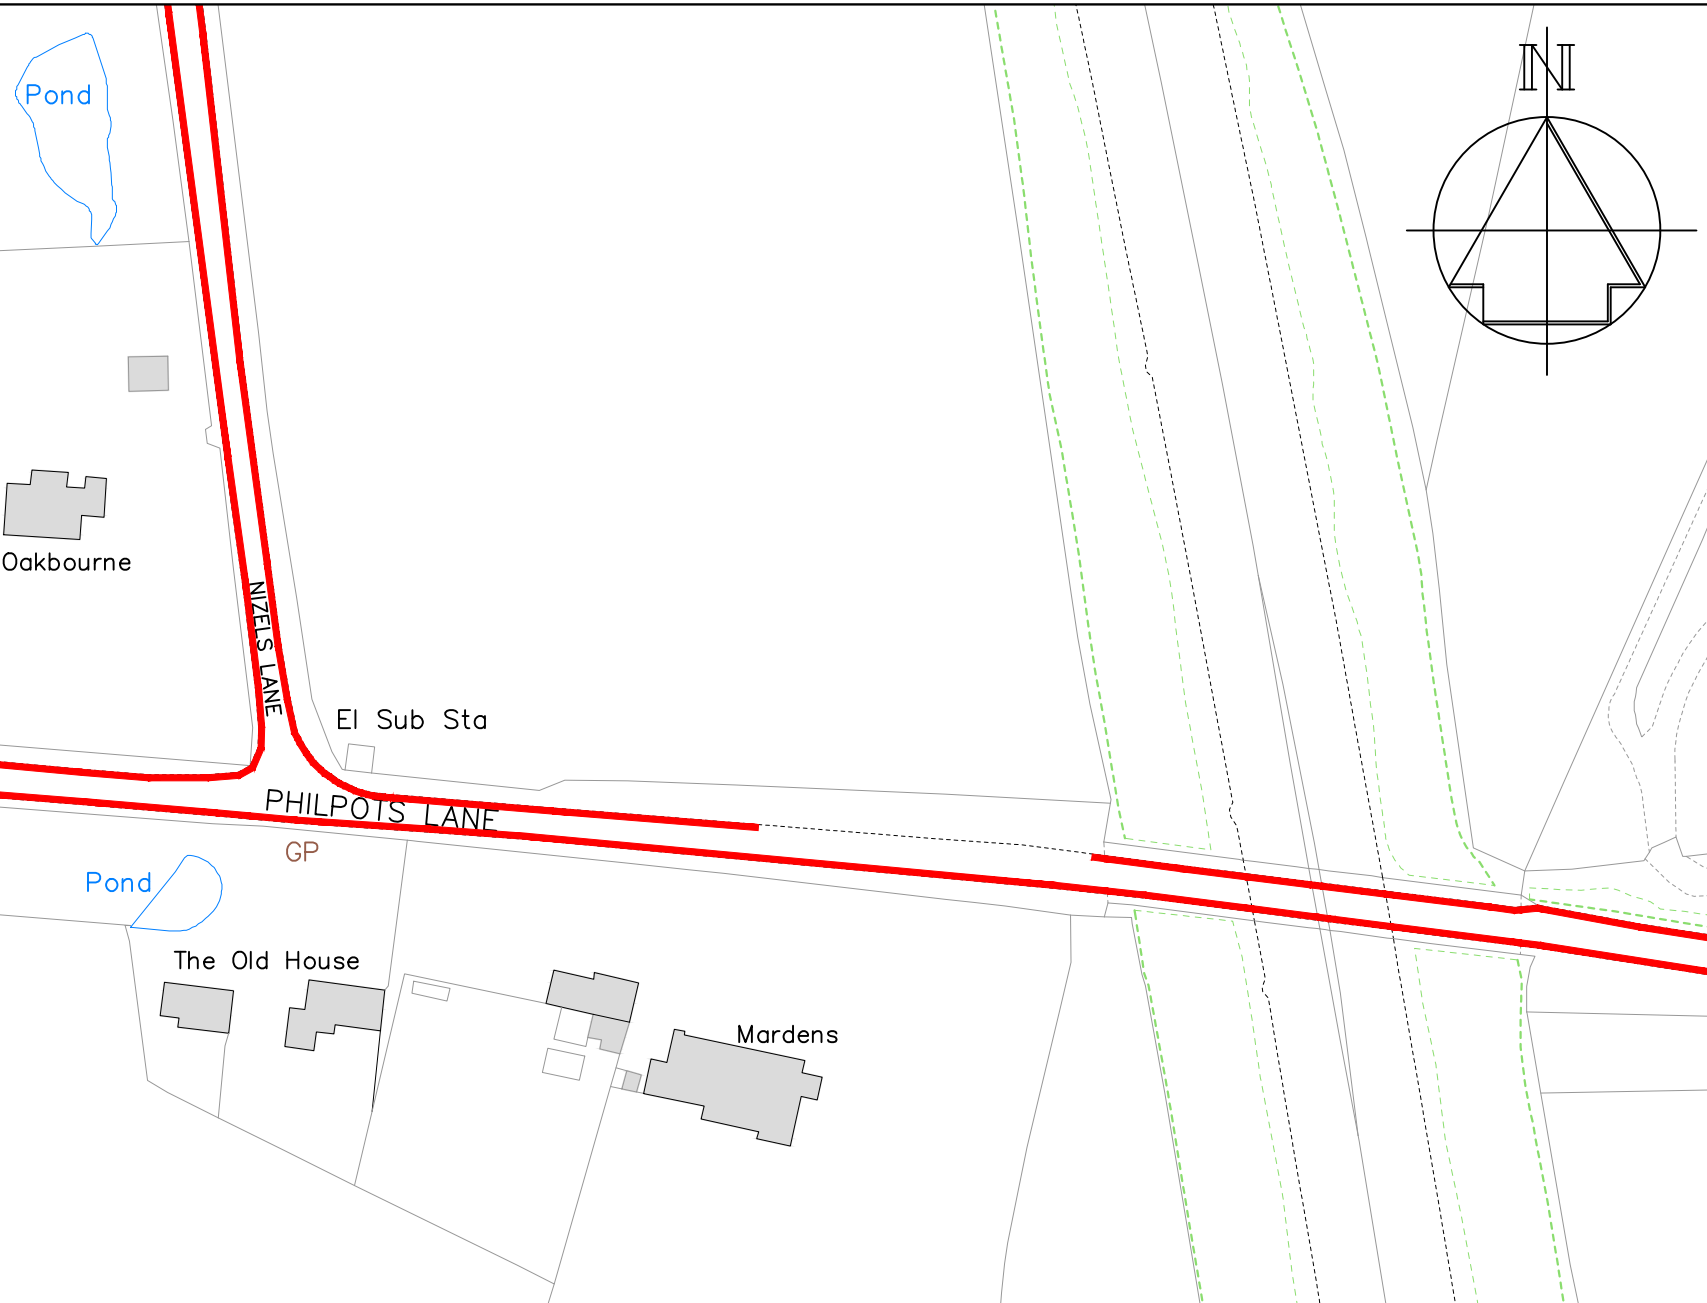 N
Pond
Oakbourne
NIZELS LANE
El Sub Sta
PHILPOTS LANE
GP
Pond
The Old House
Mardens